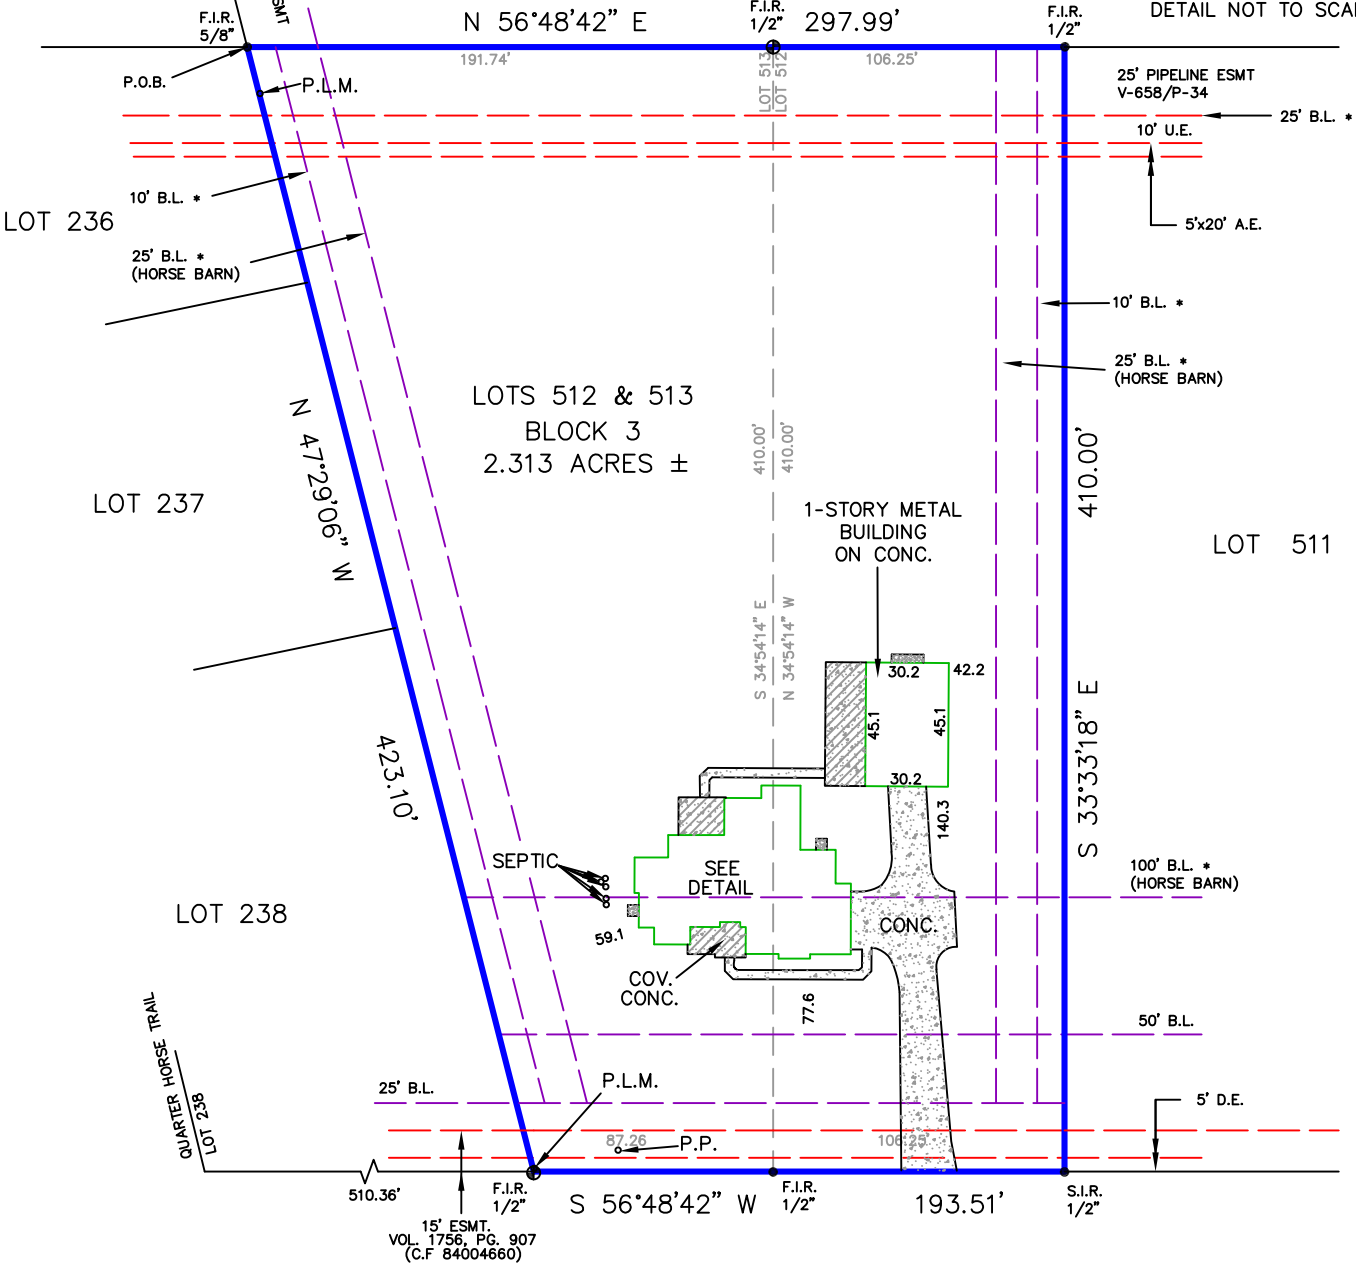 ESMT
F.I.R.
5/8"
N 56°48'42" E
F.I.R.
1/2"
297.99'
F.I.R.
1/2"
191.74'
106.25'
P.O.B.
P.L.M.
LOT 513
LOT 512
25' PIPELINE ESMT
V-658/P-34
25' B.L. *
10' U.E.
5'x20' A.E.
10' B.L. *
LOT 236
25' B.L. *
(HORSE BARN)
10' B.L. *
25' B.L. *
(HORSE BARN)
LOTS 512 & 513
BLOCK 3
2.313 ACRES ±
N 47°29'06" W
410.00'
410.00'
410.00'
LOT 237
1-STORY METAL
BUILDING
ON CONC.
LOT 511
S 34°54'14" E
N 34°54'14" W
30.2
42.2
45.1
45.1
30.2
S 33°33'18" E
423.10'
140.3
SEPTIC
SEE
DETAIL
100' B.L. *
(HORSE BARN)
LOT 238
59.1
CONC.
COV.
CONC.
77.6
50' B.L.
QUARTER HORSE TRAIL
LOT 238
25' B.L.
P.L.M.
5' D.E.
87.26
P.P.
106.25'
510.36'
F.I.R.
1/2"
S 56°48'42" W
F.I.R.
1/2"
193.51'
S.I.R.
1/2"
15' ESMT.
VOL. 1756, PG. 907
(C.F 84004660)